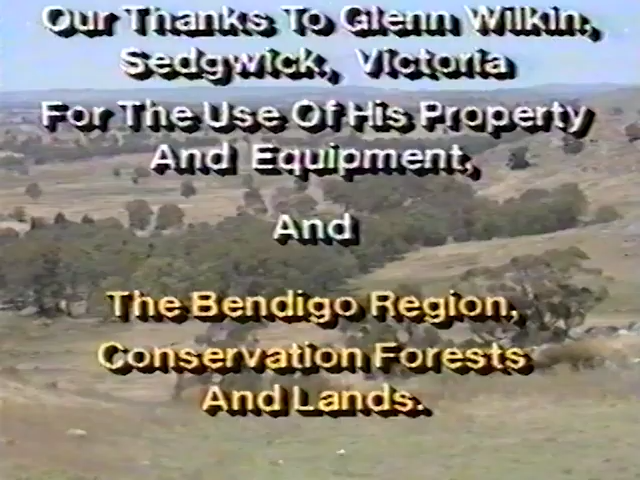 Our Thanks To Glenn Wilkin,
Sedgwick, Victoria
For The Use Of His Property
And Equipment,
And
The Bendigo Region,
Conservation Forests
And Lands.